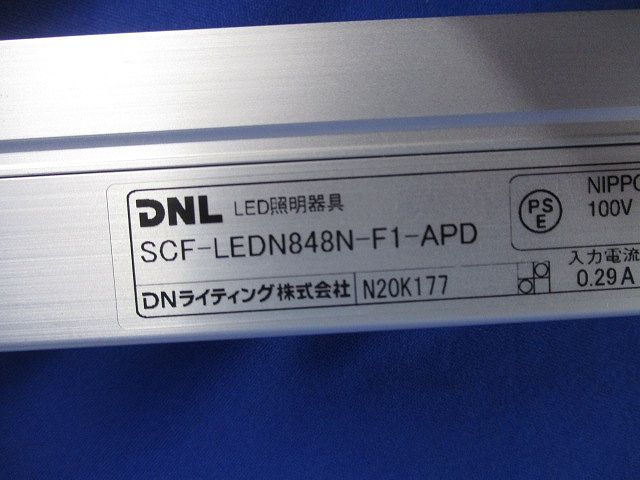 DNL LED照明器具
SCF-LEDN848N-F1-APD
DNライティング株式会社 N20K177
PS
E
NIPPO
100V
入力電流
0.29A